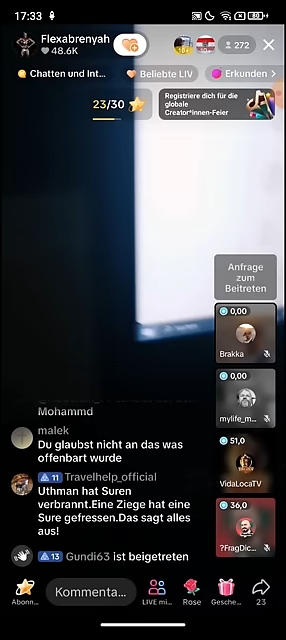 17:33
80
Flexabrenyah
48.6K
272
Chatten und Int...
Beliebte LIV
Erkunden >
23/30
Registriere dich für die
globale
Creator*innen-Feier
Anfrage
zum
Beitreten
0,00
Brakka
0,00
mylife_m...
51,0
VidaLocaTV
36,0
?FragDic...
Mohammd
malek
Du glaubst nicht an das was
offenbart wurde
11 Travelhelp_official
Uthman hat Suren
verbrannt.Eine Ziege hat eine
Sure gefressen.Das sagt alles
aus!
13 Gundi63 ist beigetreten
Abonn...
Kommenta...
LIVE mi...
Rose
Gesche...
23